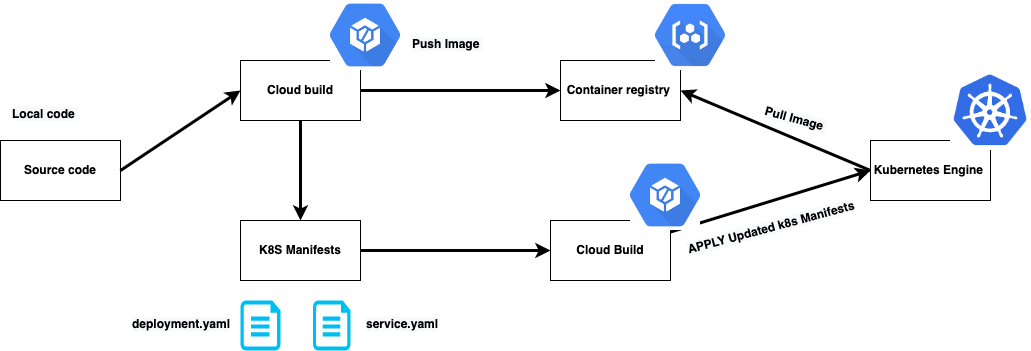 Push Image
Cloud build
Container registry
Local code
Pull Image
Source code
Kubernetes Engine
APPLY Updated k8s Manifests
K8S Manifests
Cloud Build
deployment.yaml
service.yaml